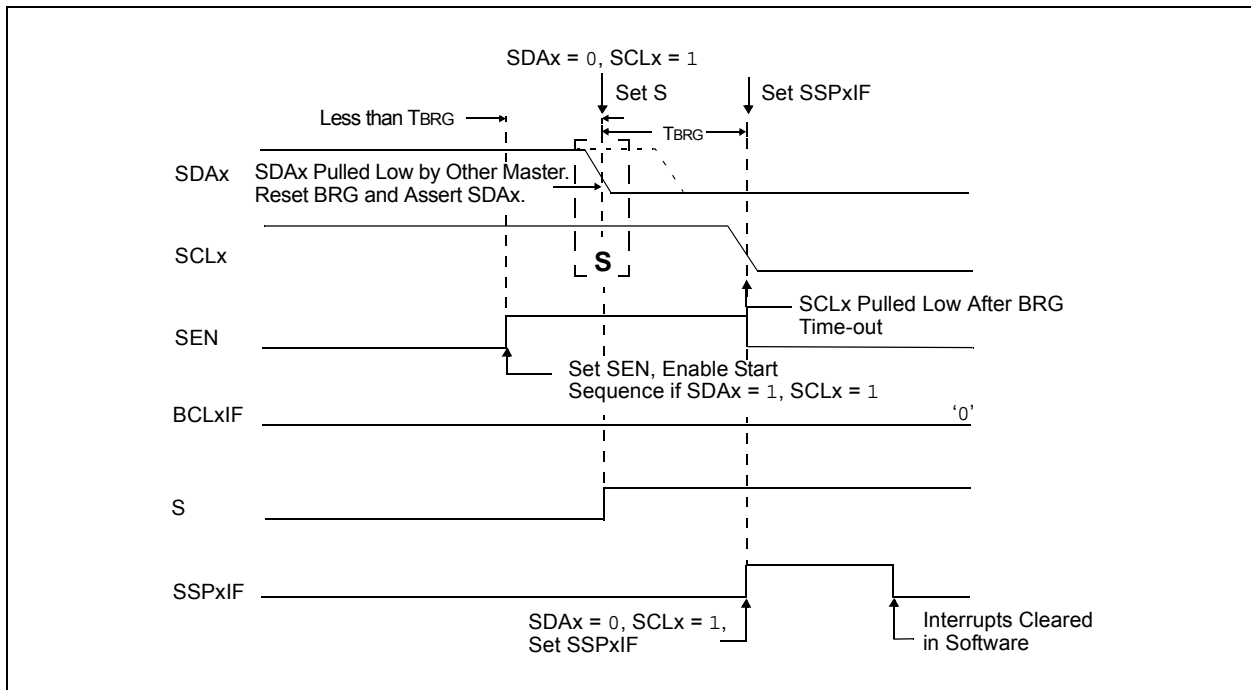 SDAx = 0, SCLx = 1
Set S
Set SSPxIF
Less than TBRG
TBRG
SDAx
SDAx Pulled Low by Other Master.
Reset BRG and Assert SDAx.
SCLx
S
SCLx Pulled Low After BRG
Time-out
SEN
Set SEN, Enable Start
Sequence if SDAx = 1, SCLx = 1
BCLxIF
‘0’
S
SSPxIF
SDAx = 0, SCLx = 1,
Set SSPxIF
Interrupts Cleared
in Software